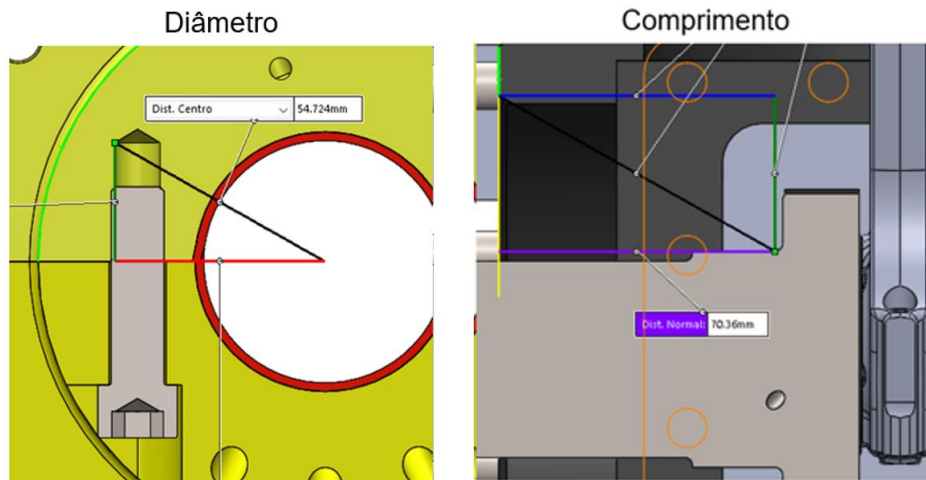 Diâmetro
Comprimento
Dist. Centro 54.724mm
Dist. Normal: 70.36mm